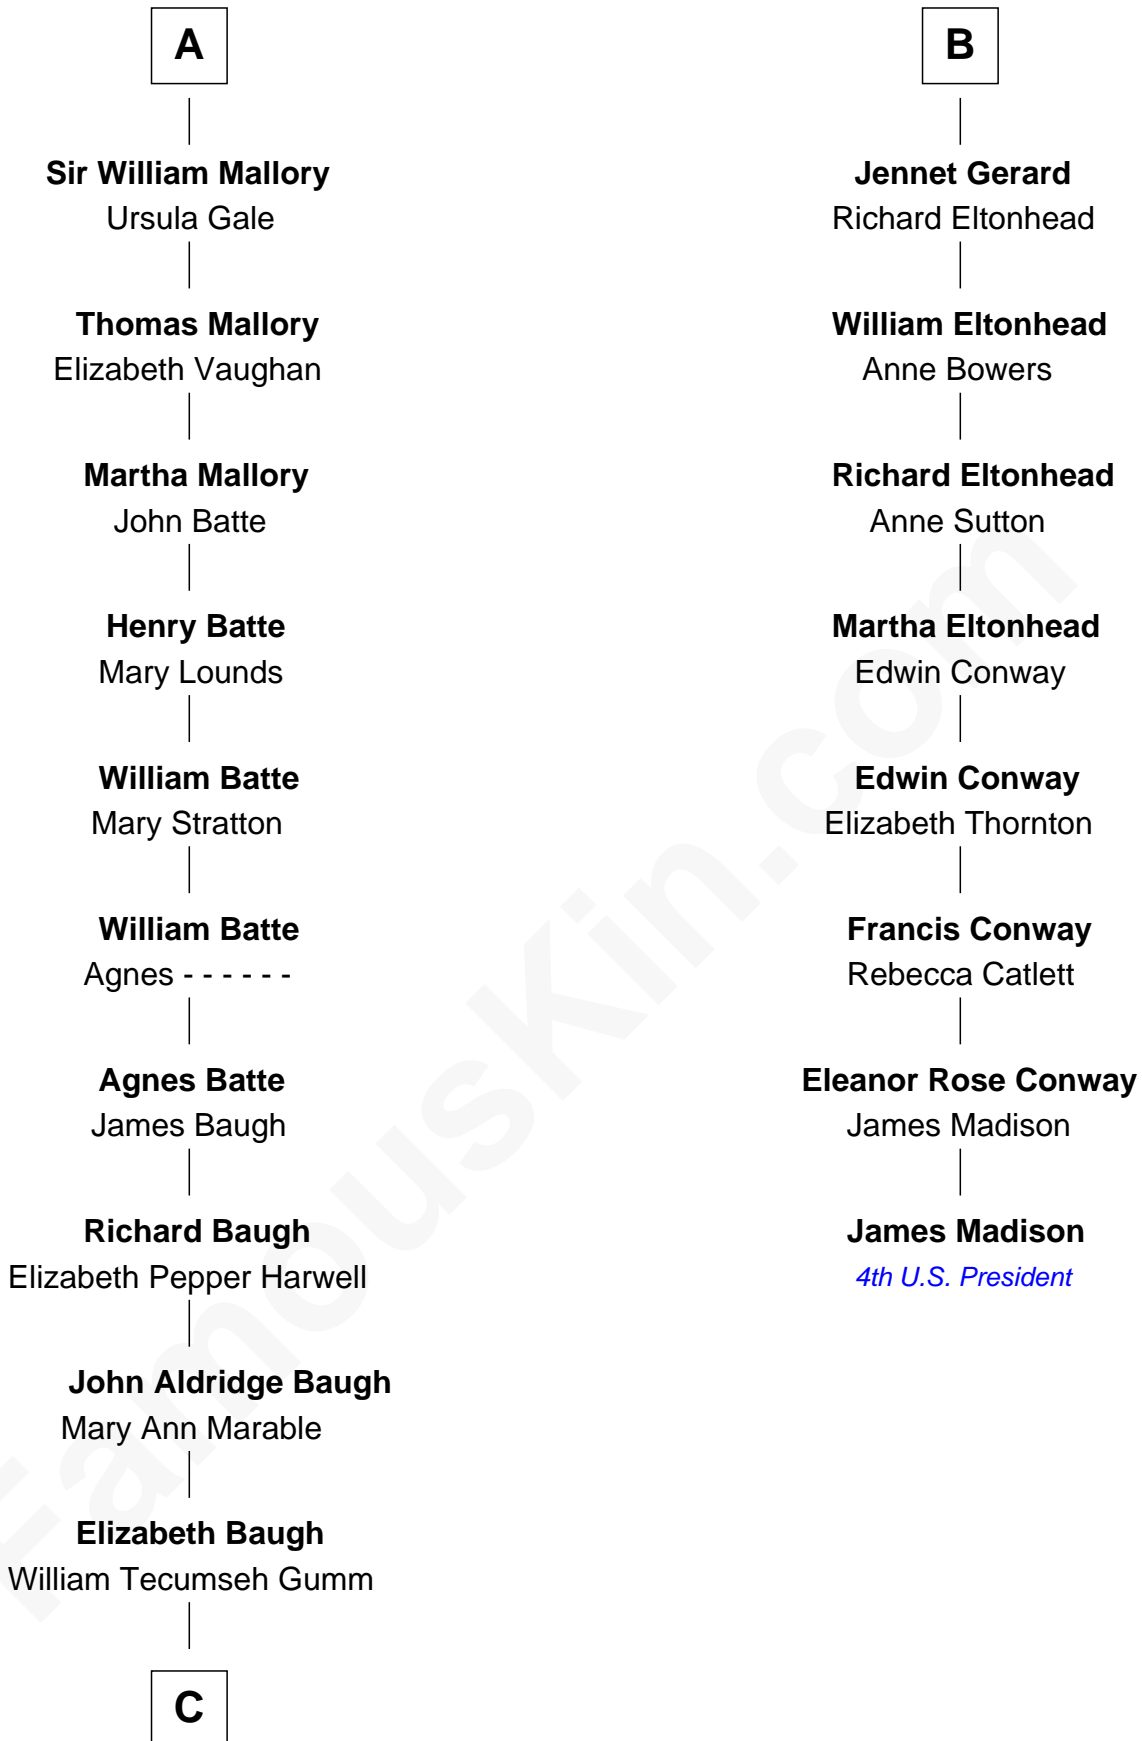 A
Sir William Mallory
Ursula Gale
Thomas Mallory
Elizabeth Vaughan
Martha Mallory
John Batte
Henry Batte
Mary Lounds
William Batte
Mary Stratton
William Batte
Agnes - - - - - -
Agnes Batte
James Baugh
Richard Baugh
Elizabeth Pepper Harwell
John Aldridge Baugh
Mary Ann Marable
Elizabeth Baugh
William Tecumseh Gumm
C
B
Jennet Gerard
Richard Eltonhead
William Eltonhead
Anne Bowers
Richard Eltonhead
Anne Sutton
Martha Eltonhead
Edwin Conway
Edwin Conway
Elizabeth Thornton
Francis Conway
Rebecca Catlett
Eleanor Rose Conway
James Madison
James Madison
4th U.S. President
FamousKin.com